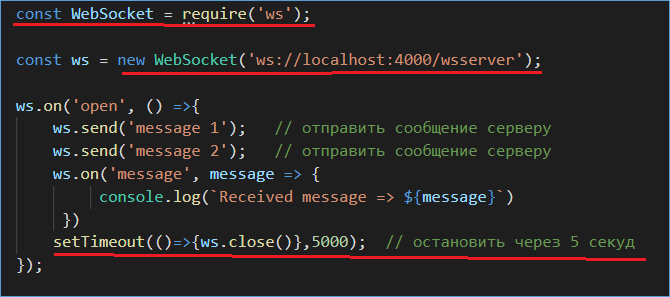 const WebSocket = require('ws');
const ws = new WebSocket('ws://localhost:4000/wsserver');
ws.on('open', () =>{
ws.send('message 1');   // отправить сообщение серверу
ws.send('message 2');   // отправить сообщение серверу
ws.on('message', message => {
console.log(`Received message => ${message}`)
})
setTimeout(()=>{ws.close()},5000);  // остановить через 5 секуд
});